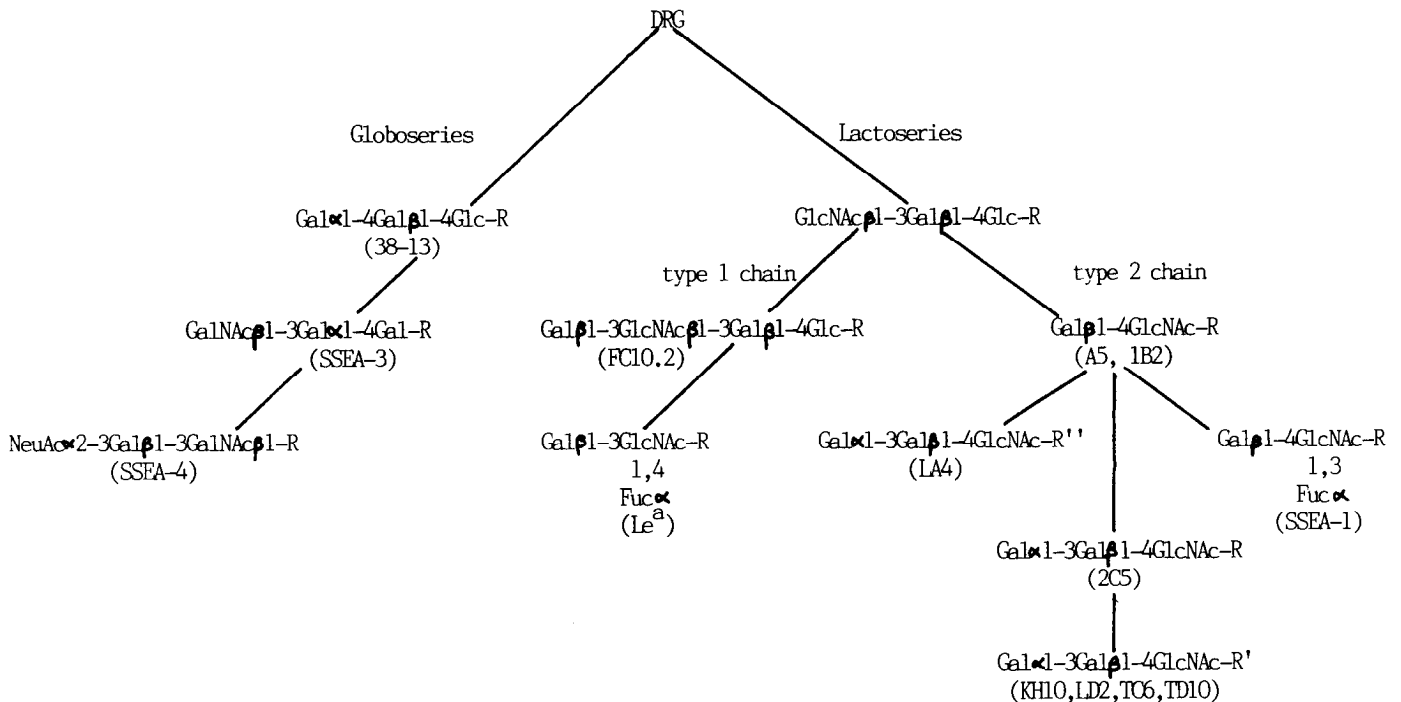 DRG
Globoseries
Lactoseries
Galα1-4Galβ1-4Glc-R
(38-13)
GlcNAcβ1-3Galβ1-4Glc-R
type 1 chain
type 2 chain
GalNAcβ1-3Galα1-4Gal-R
(SSEA-3)
Galβ1-3GlcNAcβ1-3Galβ1-4Glc-R
(FC10.2)
Galβ1-4GlcNAc-R
(A5, 1B2)
NeuAcα2-3Galβ1-3GalNAcβ1-R
(SSEA-4)
Galβ1-3GlcNAc-R
1,4
Fucα
(Leᵃ)
Galα1-3Galβ1-4GlcNAc-R''
(LA4)
Galβ1-4GlcNAc-R
1,3
Fucα
(SSEA-1)
Galα1-3Galβ1-4GlcNAc-R
(2C5)
Galα1-3Galβ1-4GlcNAc-R'
(KH10,LD2,TC6,TD10)